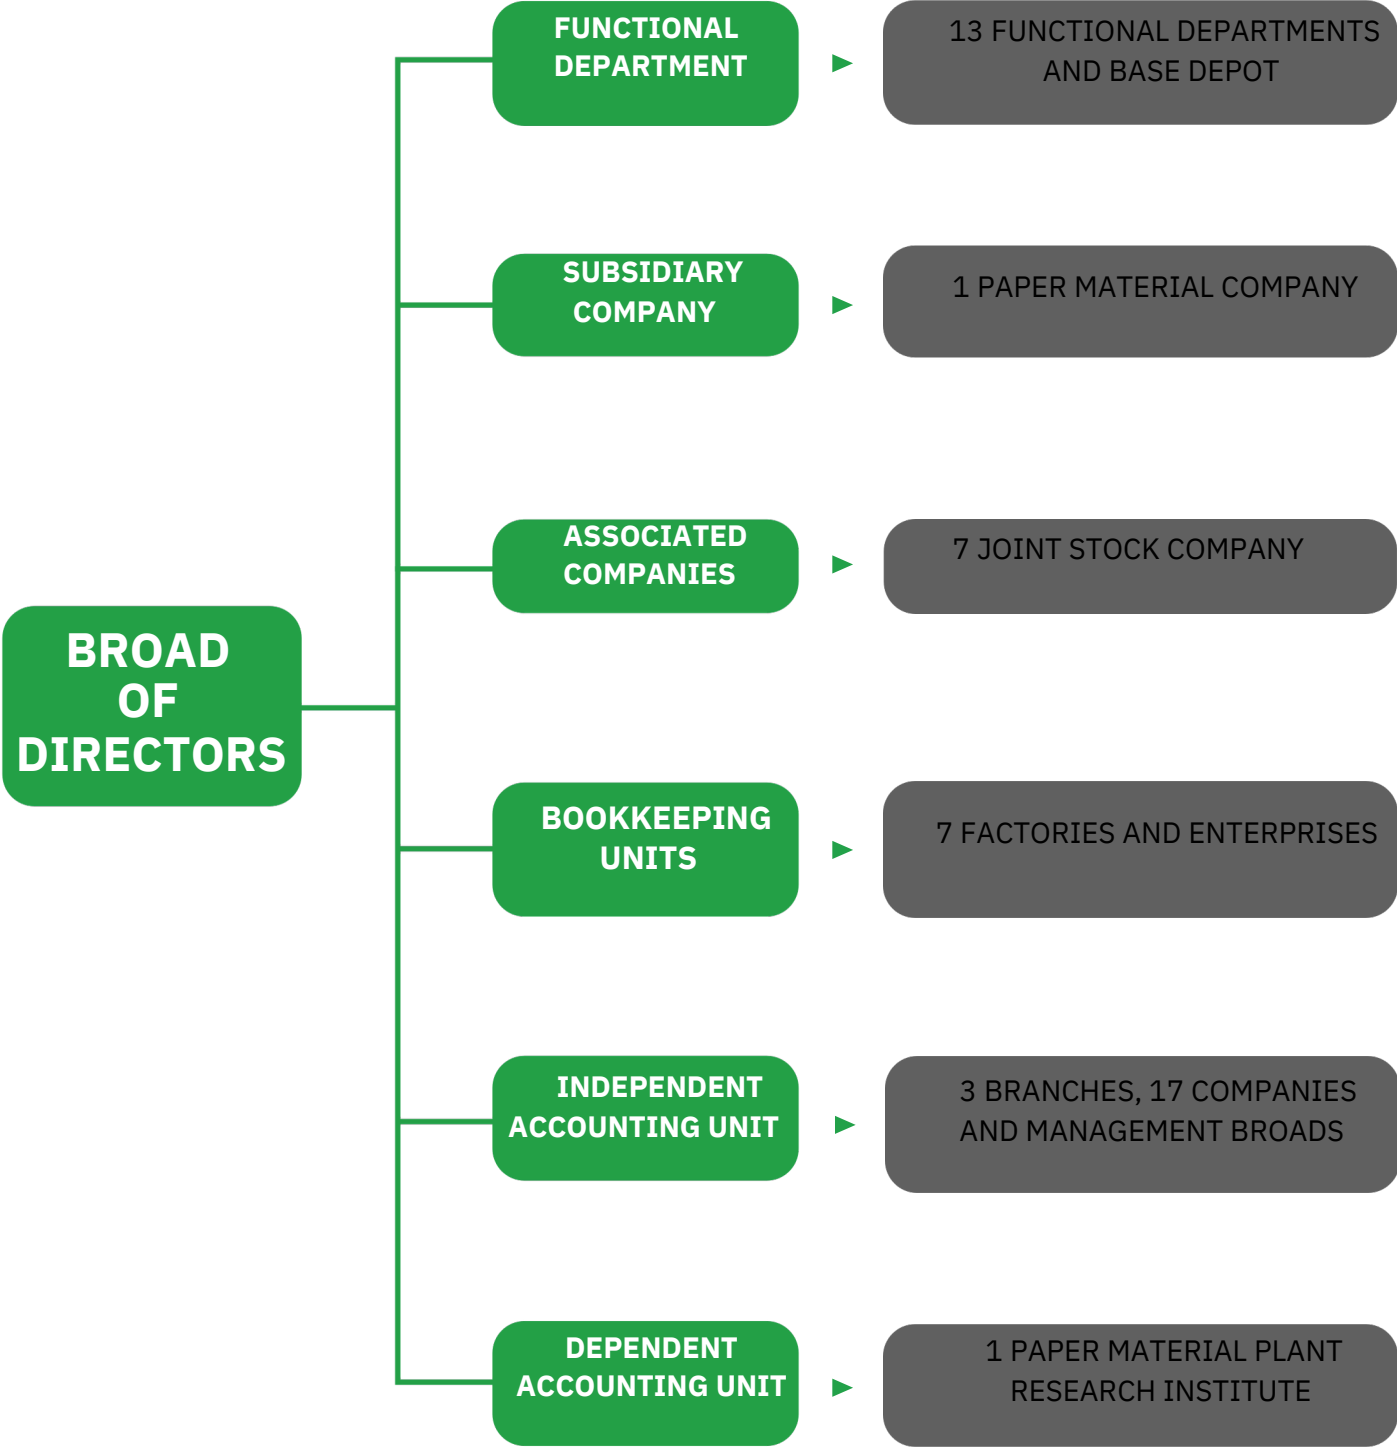 BROAD
OF
DIRECTORS
FUNCTIONAL
DEPARTMENT
13 FUNCTIONAL DEPARTMENTS
AND BASE DEPOT
SUBSIDIARY
COMPANY
1 PAPER MATERIAL COMPANY
ASSOCIATED
COMPANIES
7 JOINT STOCK COMPANY
BOOKKEEPING
UNITS
7 FACTORIES AND ENTERPRISES
INDEPENDENT
ACCOUNTING UNIT
3 BRANCHES, 17 COMPANIES
AND MANAGEMENT BROADS
DEPENDENT
ACCOUNTING UNIT
1 PAPER MATERIAL PLANT
RESEARCH INSTITUTE